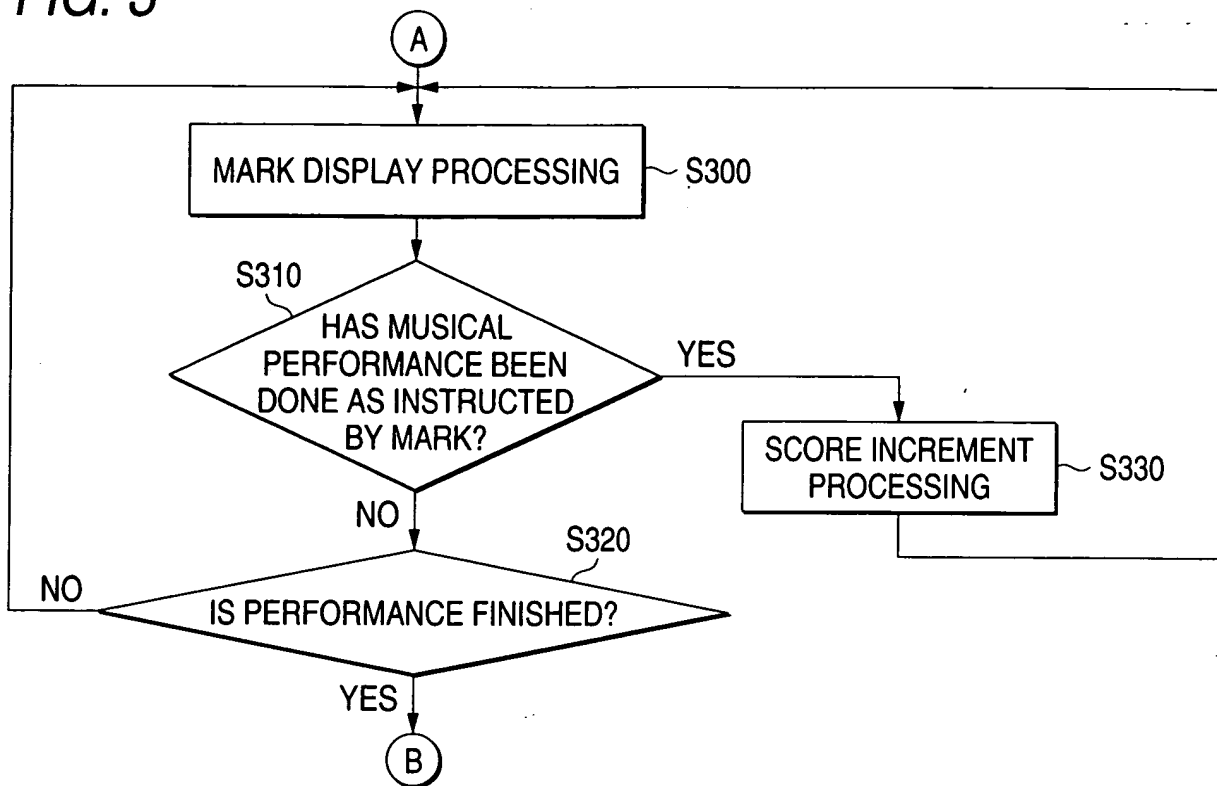 FIG.
A
MARK DISPLAY PROCESSING
S300
S310
HAS MUSICAL
PERFORMANCE BEEN
DONE AS INSTRUCTED
BY MARK?
YES
SCORE INCREMENT
PROCESSING
S330
NO
S320
NO
IS PERFORMANCE FINISHED?
YES
B